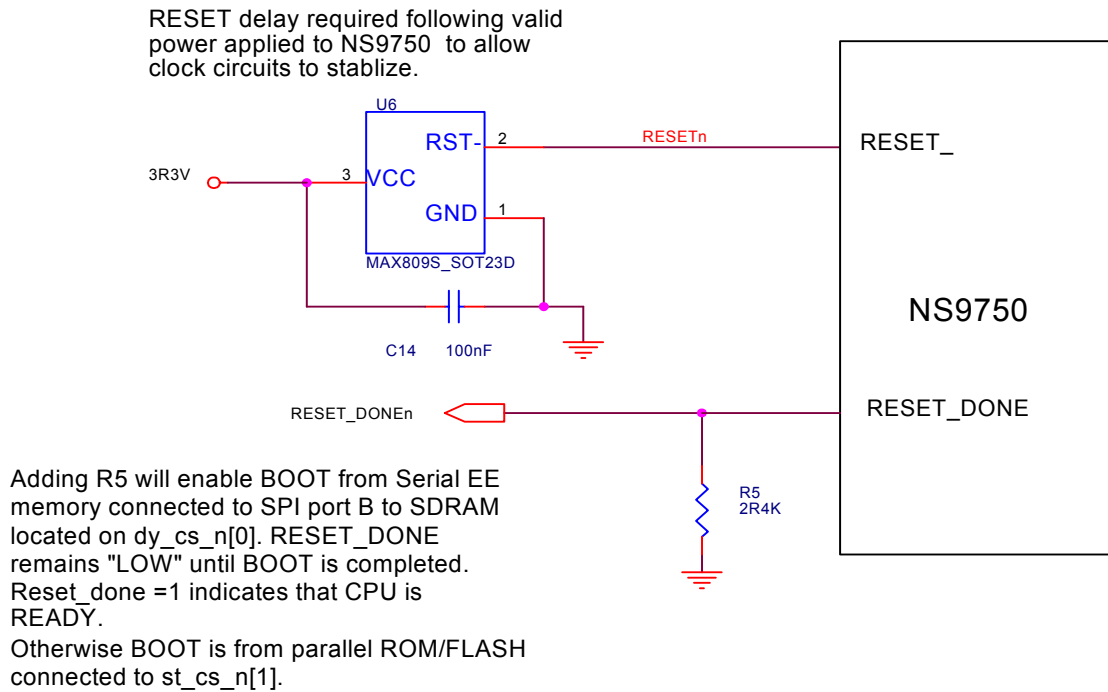 RESET delay required following valid
power applied to NS9750 to allow
clock circuits to stablize.
U6
RST-
2
RESETn
RESET_
3R3V
3
VCC
GND
1
MAX809S_SOT23D
NS9750
C14
100nF
RESET_DONEn
RESET_DONE
Adding R5 will enable BOOT from Serial EE
memory connected to SPI port B to SDRAM
located on dy_cs_n[0]. RESET_DONE
remains "LOW" until BOOT is completed.
Reset_done =1 indicates that CPU is
READY.
Otherwise BOOT is from parallel ROM/FLASH
connected to st_cs_n[1].
R5
2R4K